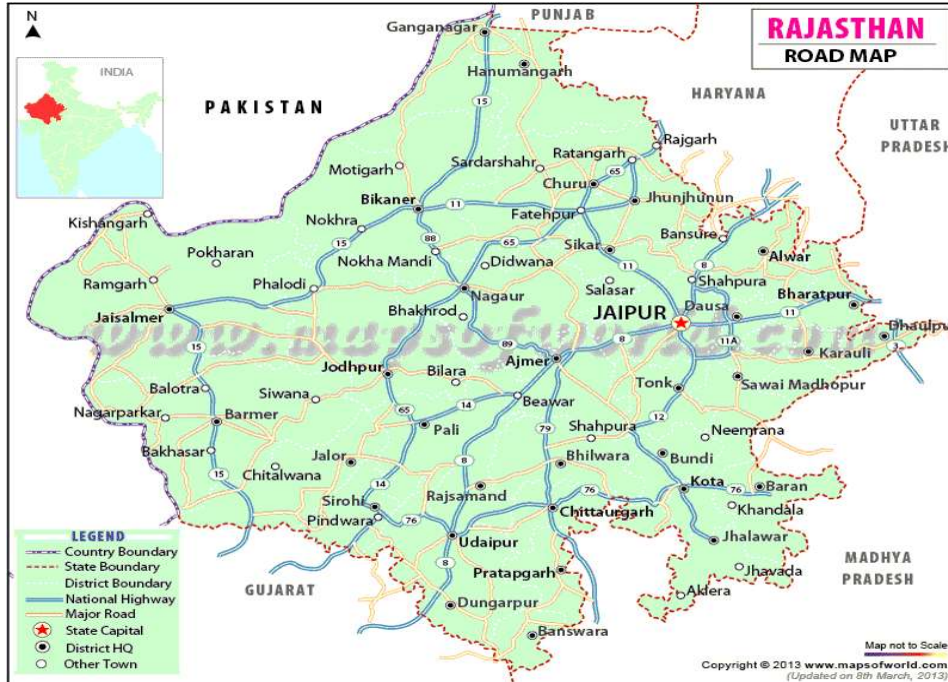 PUNJAB
RAJASTHAN
ROAD MAP
N
INDIA
Ganganagar
Hanumangarh
HARYANA
PAKISTAN
15
UTTAR
PRADESH
Rajgarh
Ratangarh
Motigarh
Sardarshahr
65
Churu
Jhunjhunun
Bikaner
11
Fatehpur
Kishangarh
Nokhra
15
88
65
Bansure
Sikar
Alwar
Pokharan
Nokha Mandi
Didwana
11
8
Ramgarh
Phalodi
Nagaur
Salasar
Shahpura
Bharatpur
Jaisalmer
Bhakhrod
JAIPUR
Dausa
11
www.mapsofworld.com
Dhaulpur
15
89
8
11A
3
Karauli
Ajmer
Jodhpur
Bilara
Tonk
Sawai Madhopur
Balotra
Siwana
Beawar
Nagarparkar
Barmer
65
14
12
Pali
79
Shahpura
Neemrana
Bakhasar
Chitalwana
Jalor
8
Bhilwara
Bundi
15
14
Rajsamand
Kota
Baran
76
76
Sirohi
Khandala
Pindwara
76
Chittaurgarh
Udaipur
Jhalawar
LEGEND
Country Boundary
State Boundary
District Boundary
National Highway
Major Road
State Capital
District HQ
Other Town
GUJARAT
8
Pratapgarh
Jhavada
MADHYA
PRADESH
Aklera
Dungarpur
Banswara
Map not to Scale
Copyright © 2013 www.mapsofworld.com
(Updated on 8th March, 2013)